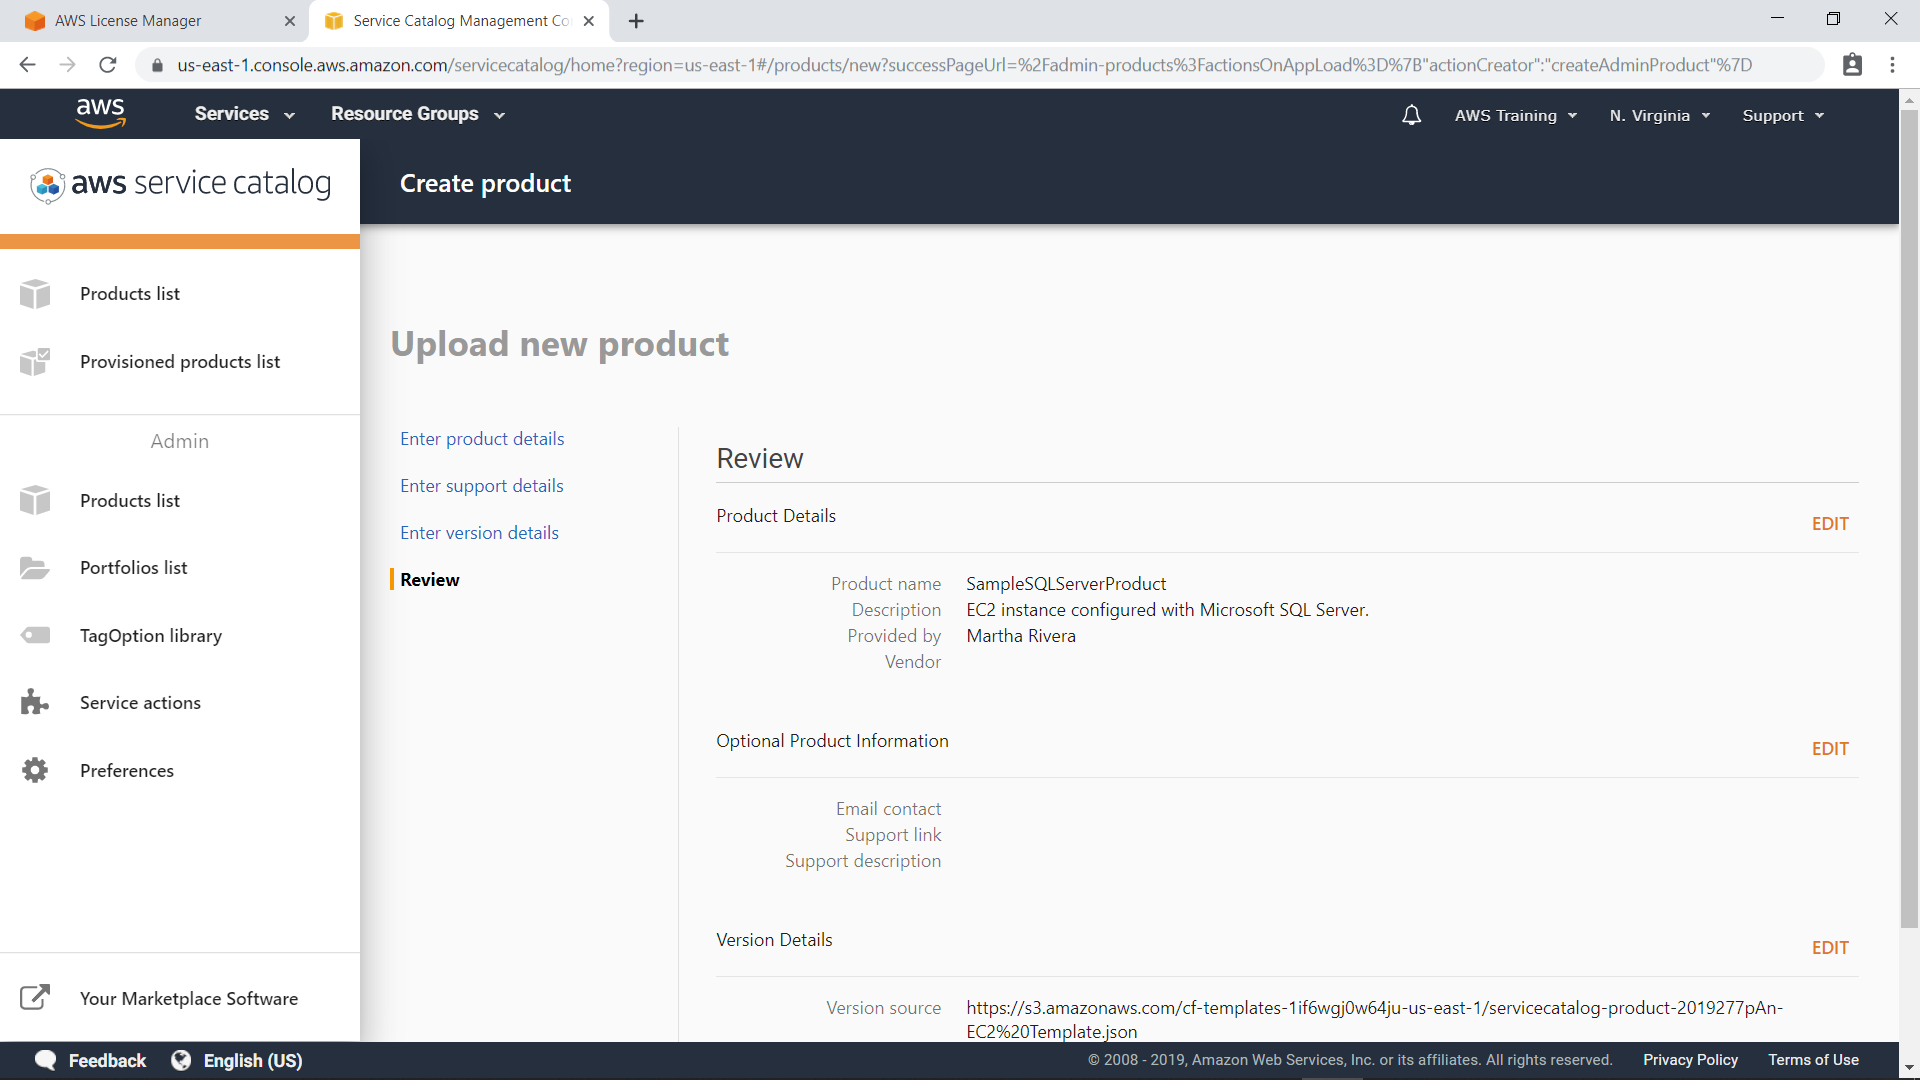 AWS License Manager
Service Catalog Management Co
us-east-1.console.aws.amazon.com/servicecatalog/home?region=us-east-1#/products/new?successPageUrl=%2Fadmin-products%3FactionsOnAppLoad%3D%7B"actionCreator":"createAdminProduct"%7D
aws
Services
Resource Groups
AWS Training
N. Virginia
Support
aws service catalog
Create product
Products list
Provisioned products list
Admin
Products list
Portfolios list
TagOption library
Service actions
Preferences
Your Marketplace Software
Upload new product
Enter product details
Enter support details
Enter version details
Review
Review
Product Details
EDIT
Product name SampleSQLServerProduct
Description EC2 instance configured with Microsoft SQL Server.
Provided by Martha Rivera
Vendor
Optional Product Information
EDIT
Email contact
Support link
Support description
Version Details
EDIT
Version source https://s3.amazonaws.com/cf-templates-1if6wgj0w64ju-us-east-1/servicecatalog-product-2019277pAn-
EC2%20Template.json
Feedback
English (US)
© 2008 - 2019, Amazon Web Services, Inc. or its affiliates. All rights reserved.
Privacy Policy
Terms of Use